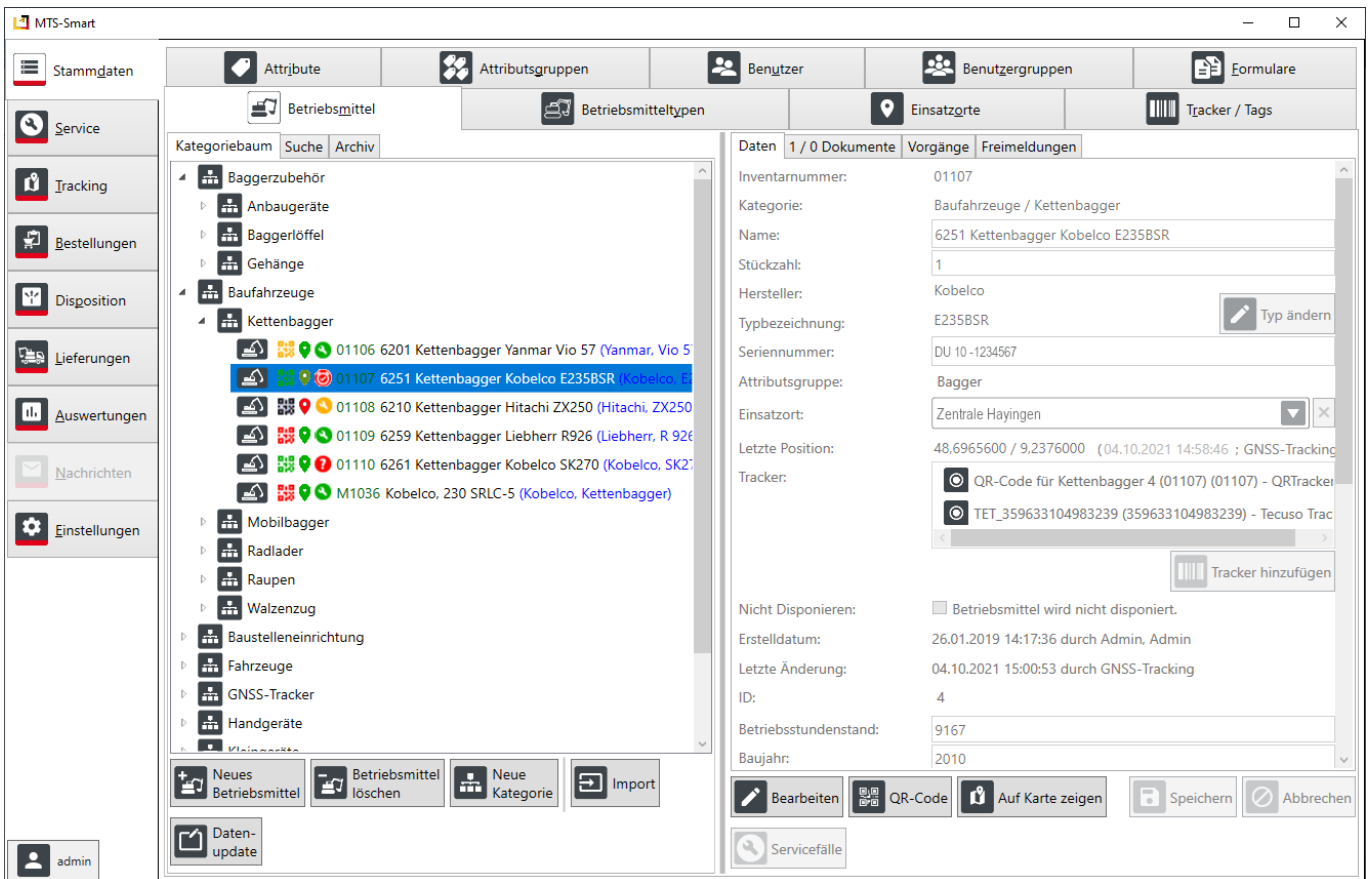 MTS-Smart
Stammdaten
Service
Tracking
Bestellungen
Disposition
Lieferungen
Auswertungen
Nachrichten
Einstellungen
admin
Attribute
Attributsgruppen
Benutzer
Benutzergruppen
Formulare
Betriebsmittel
Betriebsmitteltypen
Einsatzorte
Tracker / Tags
Kategoriebaum Suche Archiv
Baggerzubehör
Anbaugeräte
Baggerlöffel
Gehänge
Baufahrzeuge
Kettenbagger
01106 6201 Kettenbagger Yanmar Vio 57 (Yanmar, Vio 5
01107 6251 Kettenbagger Kobelco E235BSR (Kobelco, E2
01108 6210 Kettenbagger Hitachi ZX250 (Hitachi, ZX250
01109 6259 Kettenbagger Liebherr R926 (Liebherr, R 926
01110 6261 Kettenbagger Kobelco SK270 (Kobelco, SK27
M1036 Kobelco, 230 SRLC-5 (Kobelco, Kettenbagger)
Mobilbagger
Radlader
Raupen
Walzenzug
Baustelleneinrichtung
Fahrzeuge
GNSS-Tracker
Handgeräte
Kleingeräte
Neues
Betriebsmittel
Betriebsmittel
löschen
Neue
Kategorie
Import
Daten-
update
Daten 1 / 0 Dokumente Vorgänge Freimeldungen
Inventarnummer: 01107
Kategorie: Baufahrzeuge / Kettenbagger
Name: 6251 Kettenbagger Kobelco E235BSR
Stückzahl: 1
Hersteller: Kobelco
Typbezeichnung: E235BSR
Typ ändern
Seriennummer: DU 10 -1234567
Attributsgruppe: Bagger
Einsatzort: Zentrale Hayingen
Letzte Position: 48,6965600 / 9,2376000 (04.10.2021 14:58:46 ; GNSS-Tracking
Tracker: QR-Code für Kettenbagger 4 (01107) (01107) - QRTracker
TET_359633104983239 (359633104983239) - Tecuso Trac
Tracker hinzufügen
Nicht Disponieren: Betriebsmittel wird nicht disponiert.
Erstelldatum: 26.01.2019 14:17:36 durch Admin, Admin
Letzte Änderung: 04.10.2021 15:00:53 durch GNSS-Tracking
ID: 4
Betriebsstundenstand: 9167
Baujahr: 2010
Bearbeiten
QR-Code
Auf Karte zeigen
Speichern
Abbrechen
Servicefälle